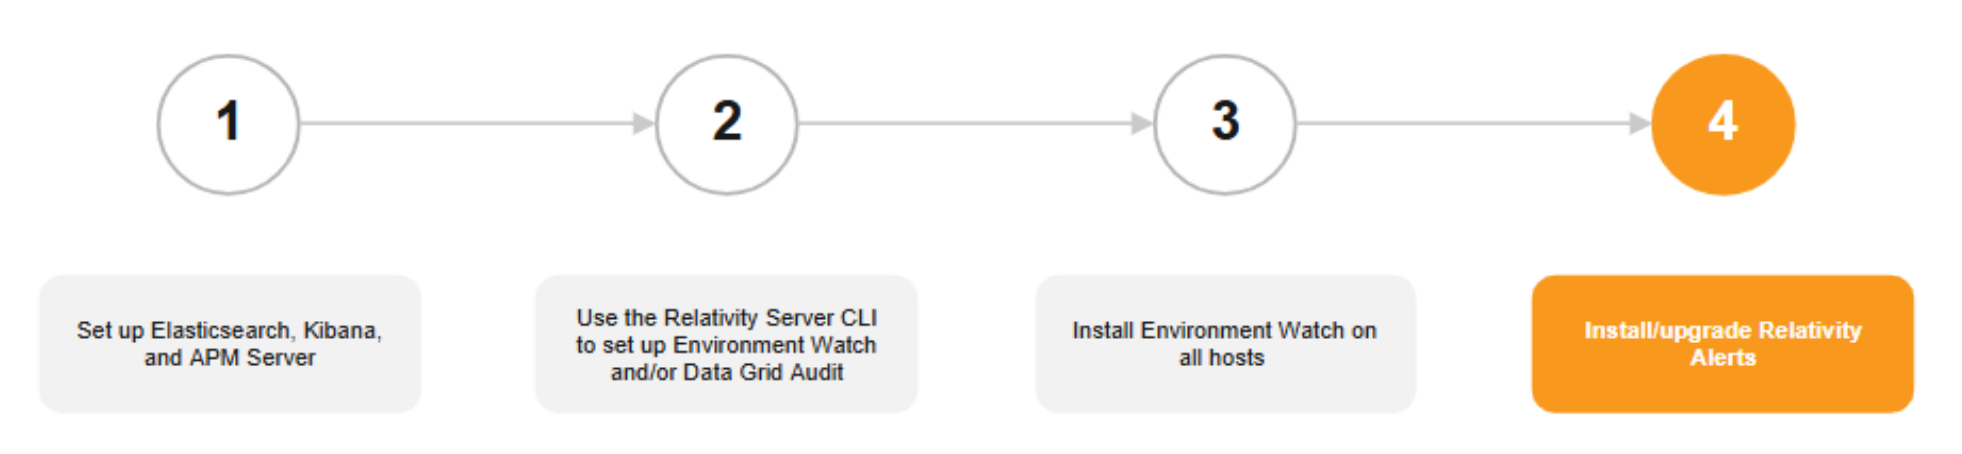 1
2
3
4
Set up Elasticsearch, Kibana,
and APM Server
Use the Relativity Server CLI
to set up Environment Watch
and/or Data Grid Audit
Install Environment Watch on
all hosts
Install/upgrade Relativity
Alerts